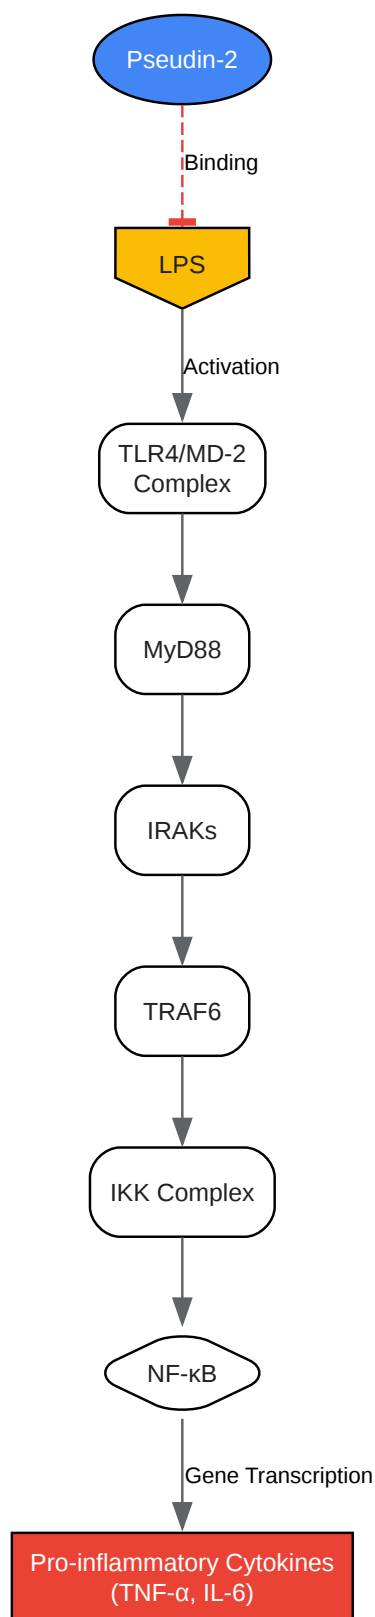 Pseudin-2
Binding
LPS
Activation
TLR4/MD-2
Complex
MyD88
IRAKs
TRAF6
IKK Complex
NF-κB
Gene Transcription
Pro-inflammatory Cytokines
(TNF-α, IL-6)